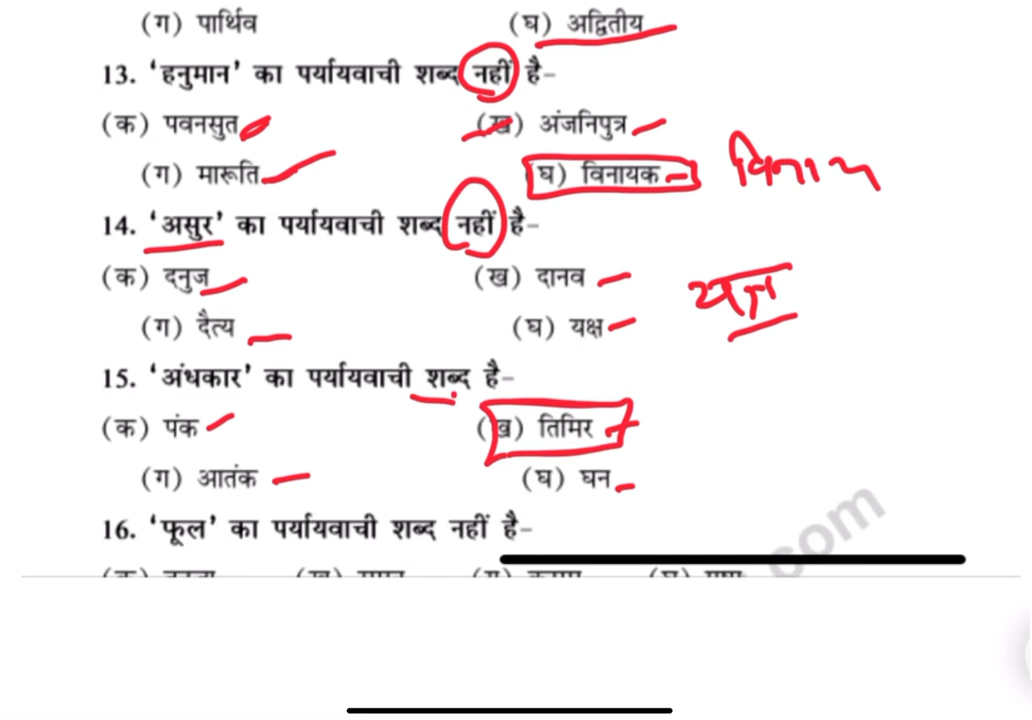 (ग) पार्थिव (घ) अद्वितीय
13. ‘हनुमान’ का पर्यायवाची शब्द नहीं है-
(क) पवनसुत (ख) अंजनिपुत्र
(ग) मारूति (घ) विनायक
14. ‘असुर’ का पर्यायवाची शब्द नहीं है-
(क) दनुज (ख) दानव
(ग) दैत्य (घ) यक्ष
15. ‘अंधकार’ का पर्यायवाची शब्द है-
(क) पंक (ख) तिमिर
(ग) आतंक (घ) घन
16. ‘फूल’ का पर्यायवाची शब्द नहीं है-
.com